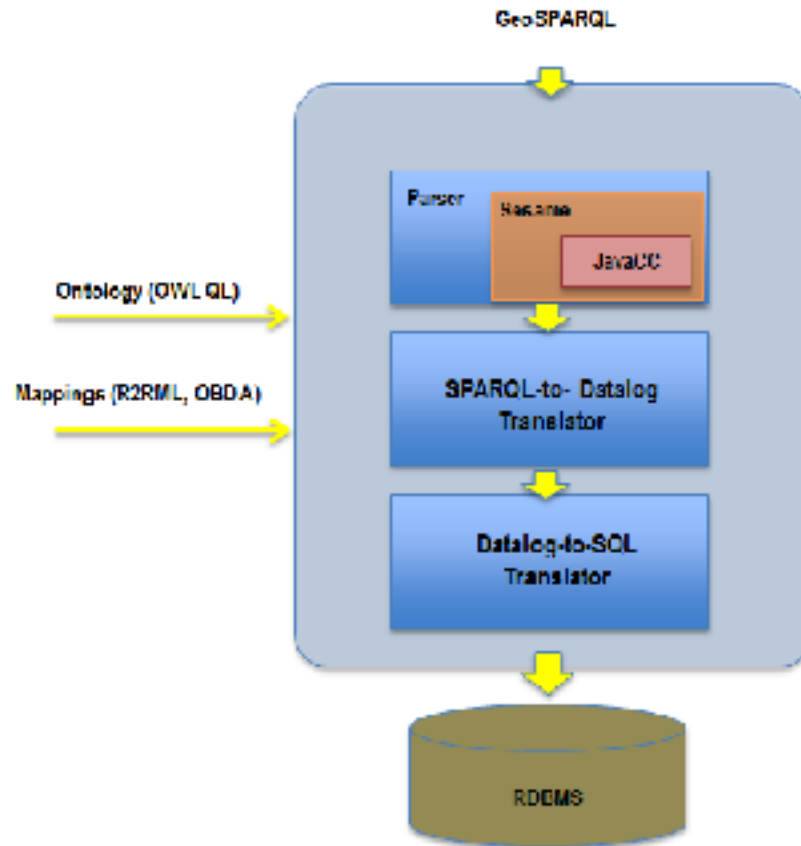 GeoSPARQL
Parser
Sesame
JavaCC
Ontology (OWL QL)
Mappings (R2RML, OBDA)
SPARQL-to- Datalog
Translator
Datalog-to-SQL
Translator
RDBMS